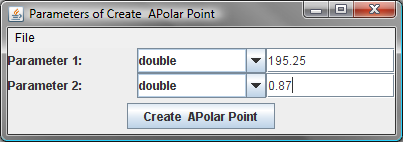 Parameters of Create  APolar Point
File
Parameter 1: double 195.25
Parameter 2: double 0.87
Create  APolar Point